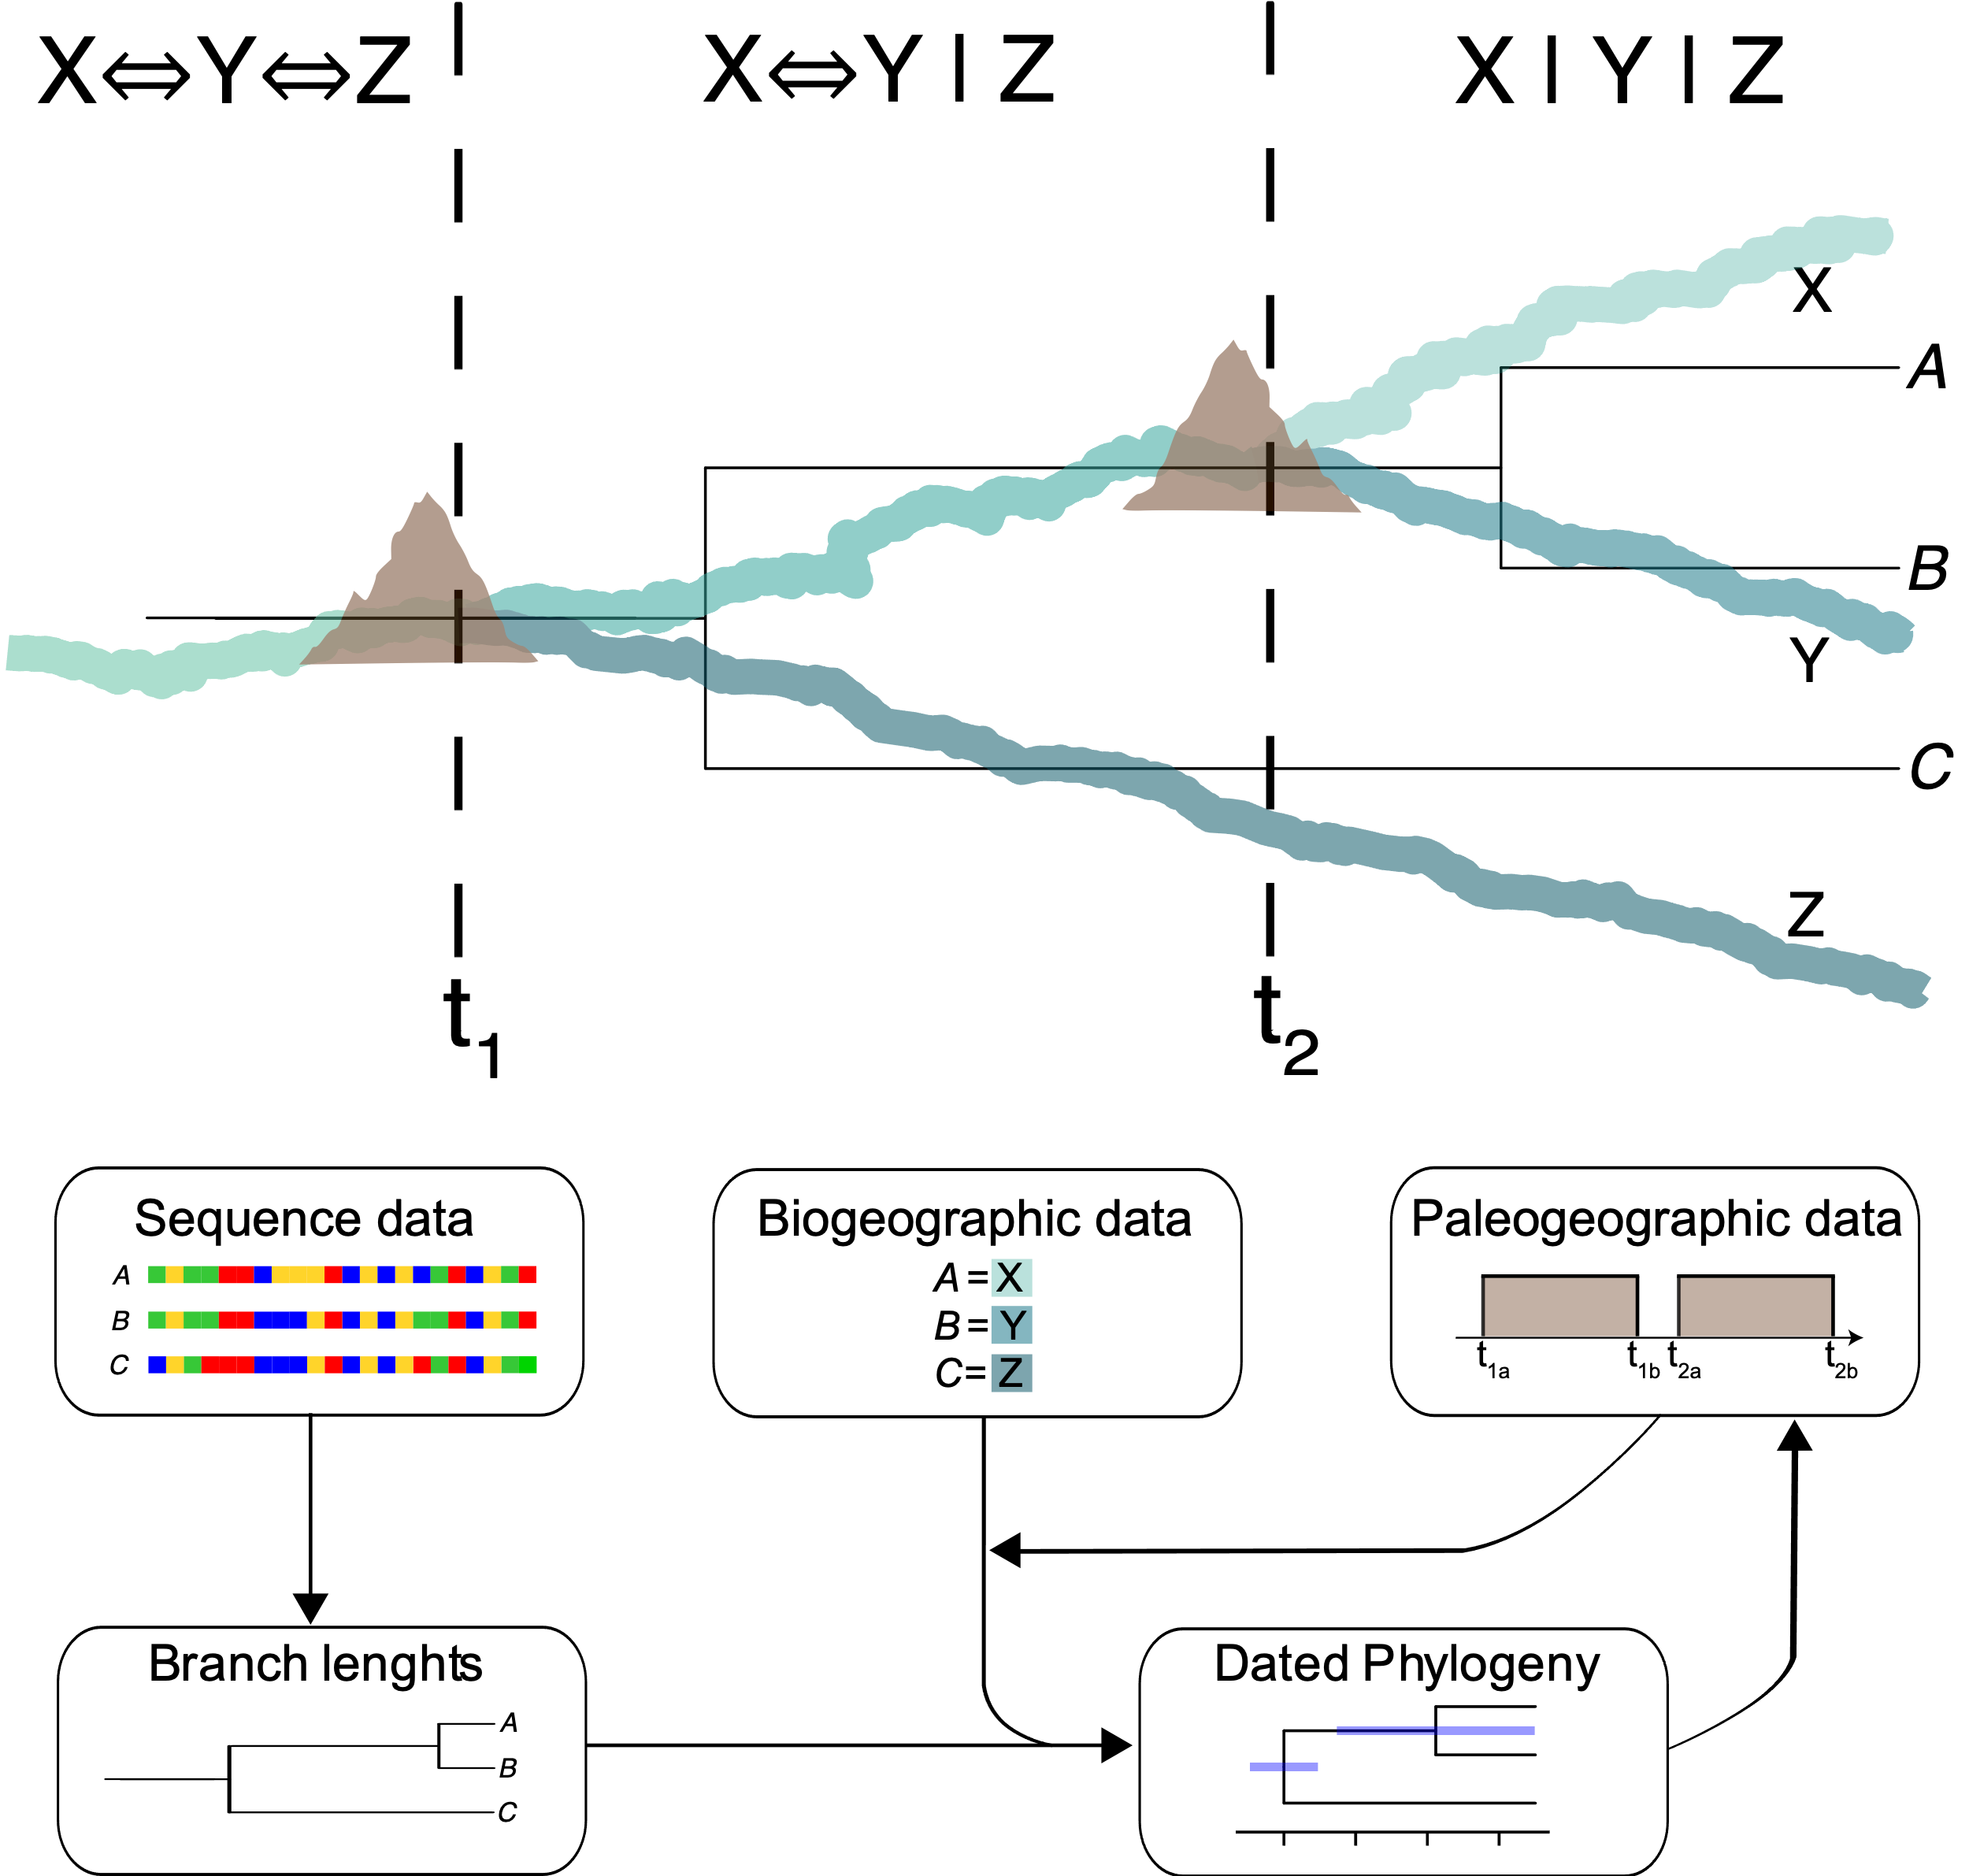 X⇔Y⇔Z
X⇔Y | Z
X | Y | Z
X
A
B
Y
C
Z
t1
t2
Sequence data
A
B
C
Biogeographic data
A = X
B = Y
C= Z
Paleogeographic data
t1a t1b t2a t2b
Branch lenghts
A
B
C
Dated Phylogeny